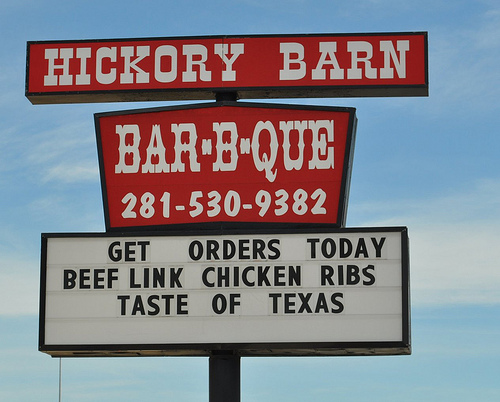 HICKORY BARN
BAR-B-QUE
281-530-9382
GET ORDERS TODAY
BEEF LINK CHICKEN RIBS
TASTE OF TEXAS